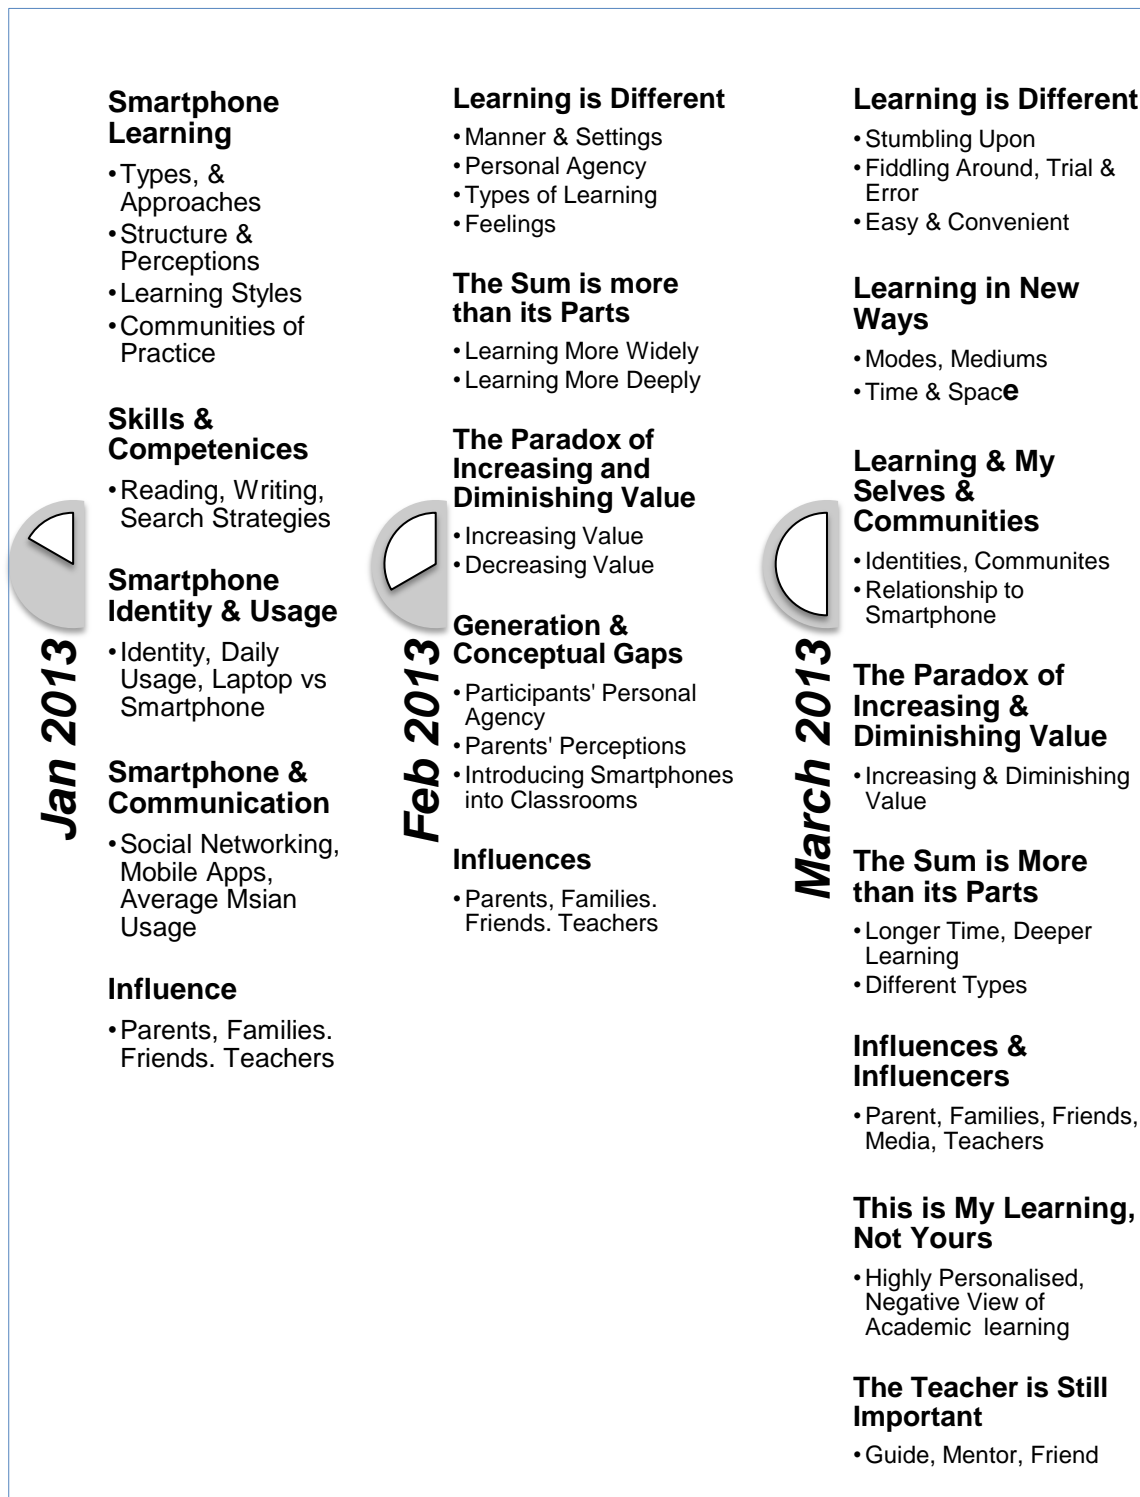 Jan 2013
Smartphone
Learning
•Types, &
Approaches
•Structure &
Perceptions
•Learning Styles
•Communities of
Practice
Skills &
Competenices
•Reading, Writing,
Search Strategies
Smartphone
Identity & Usage
•Identity, Daily
Usage, Laptop vs
Smartphone
Smartphone &
Communication
•Social Networking,
Mobile Apps,
Average Msian
Usage
Influence
•Parents, Families.
Friends. Teachers
Feb 2013
Learning is Different
•Manner & Settings
•Personal Agency
•Types of Learning
•Feelings
The Sum is more
than its Parts
•Learning More Widely
•Learning More Deeply
The Paradox of
Increasing and
Diminishing Value
•Increasing Value
•Decreasing Value
Generation &
Conceptual Gaps
•Participants' Personal
Agency
•Parents' Perceptions
•Introducing Smartphones
into Classrooms
Influences
•Parents, Families.
Friends. Teachers
March 2013
Learning is Different
•Stumbling Upon
•Fiddling Around, Trial &
Error
•Easy & Convenient
Learning in New
Ways
•Modes, Mediums
•Time & Space
Learning & My
Selves &
Communities
•Identities, Communites
•Relationship to
Smartphone
The Paradox of
Increasing &
Diminishing Value
•Increasing & Diminishing
Value
The Sum is More
than its Parts
•Longer Time, Deeper
Learning
•Different Types
Influences &
Influencers
•Parent, Families, Friends,
Media, Teachers
This is My Learning,
Not Yours
•Highly Personalised,
Negative View of
Academic learning
The Teacher is Still
Important
•Guide, Mentor, Friend